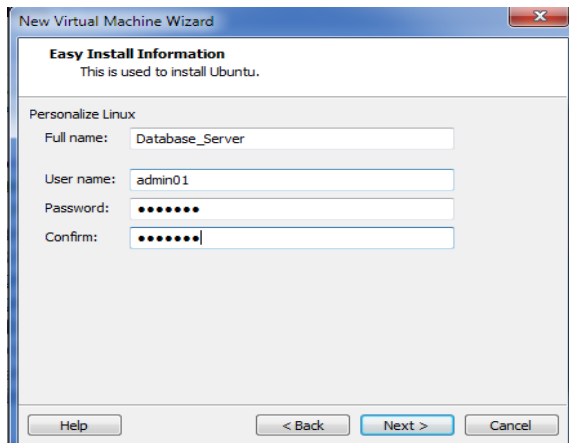 New Virtual Machine Wizard
Easy Install Information
This is used to install Ubuntu.
Personalize Linux
Full name: Database_Server
User name: admin01
Password: ●●●●●●●
Confirm: ●●●●●●●
Help < Back Next > Cancel